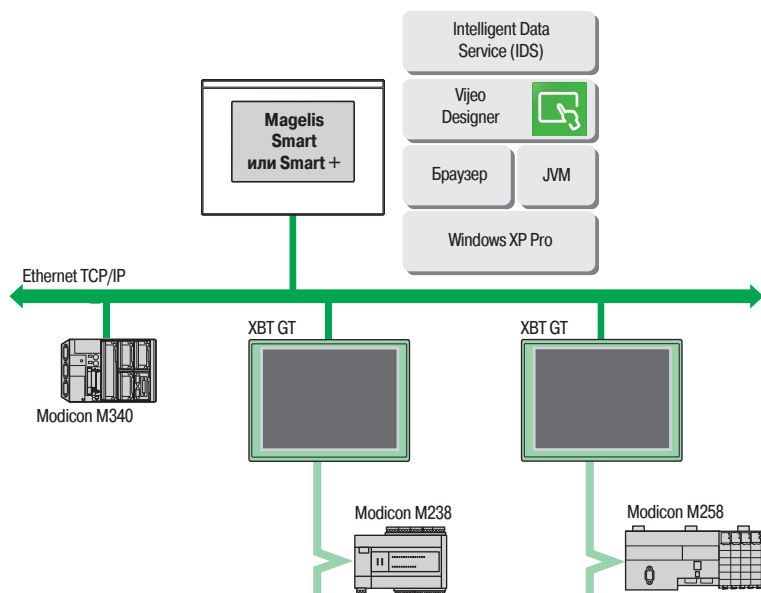 Intelligent Data
Service (IDS)
Vijeo
Designer
Magelis
Smart
или Smart +
Браузер
JVM
Windows XP Pro
Ethernet TCP/IP
XBT GT
XBT GT
Modicon M340
Modicon M238
Modicon M258